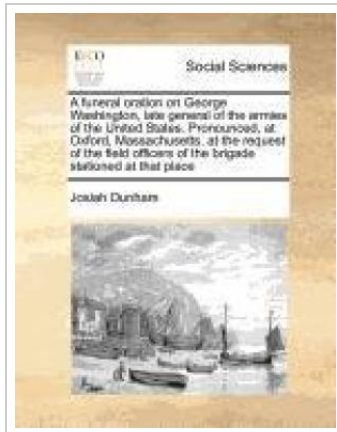 ECCO
Social Sciences
A funeral oration on George
Washington, late general of the armies
of the United States. Pronounced, at
Oxford, Massachusetts, at the request
of the field officers of the brigade
stationed at that place
Josiah Dunham